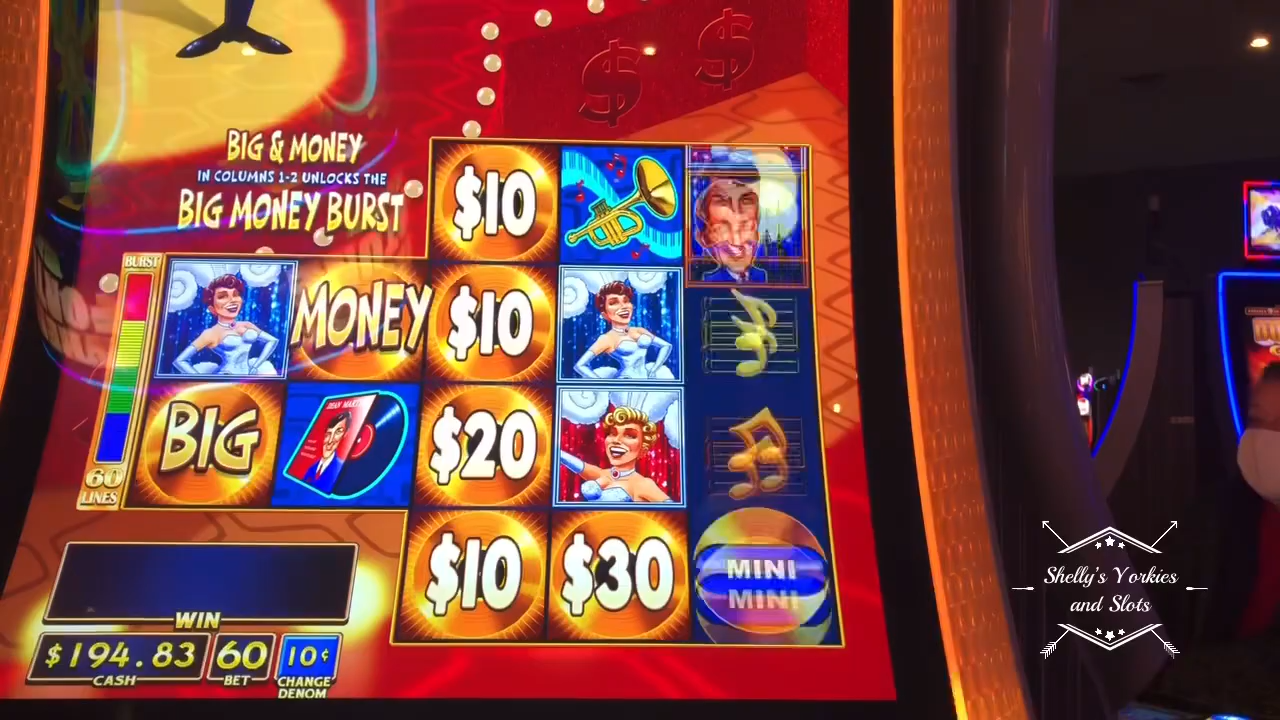 BIG & MONEY
IN COLUMNS 1-2 UNLOCKS THE
BIG MONEY BURST
BURST
60
LINES
$10
MONEY
$10
BIG
$20
$10
$30
MINI
MINI
WIN
$194.83
CASH
60
BET
10¢
CHANGE
DENOM
$
$
Shelly's Yorkies
and Slots